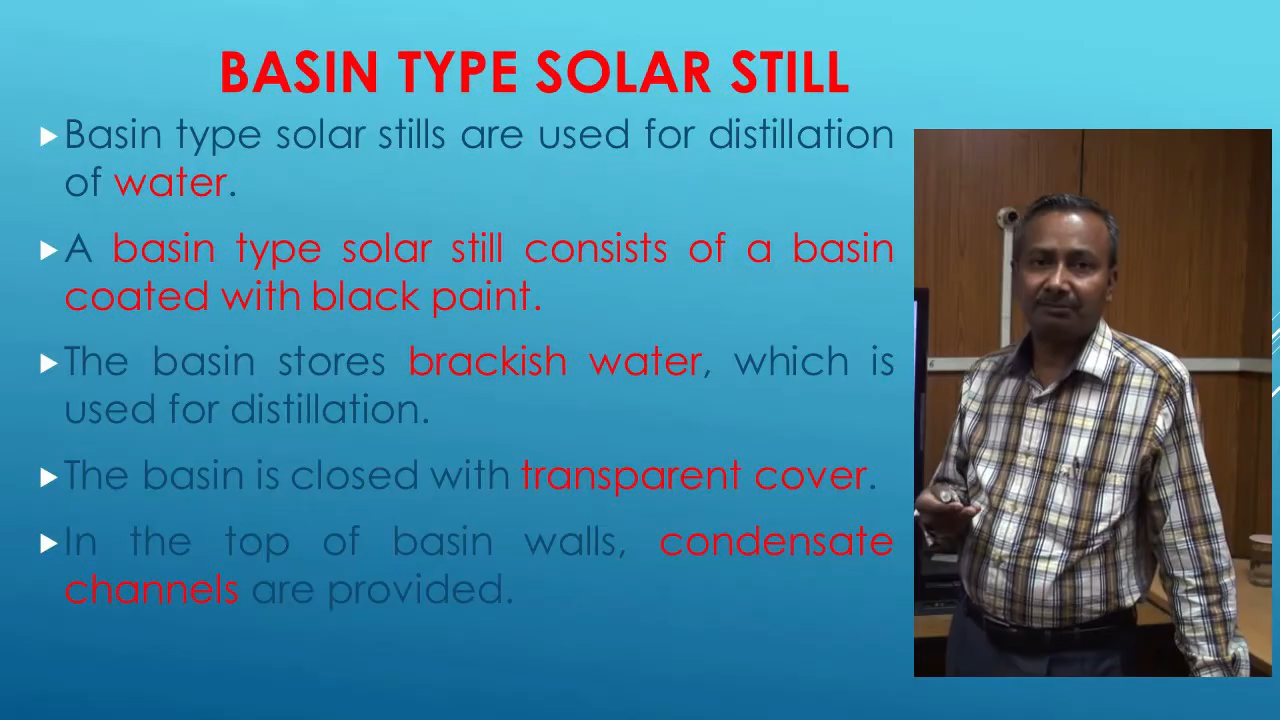 BASIN TYPE SOLAR STILL
Basin type solar stills are used for distillation
of water.
A basin type solar still consists of a basin
coated with black paint.
The basin stores brackish water, which is
used for distillation.
The basin is closed with transparent cover.
In the top of basin walls, condensate
channels are provided.